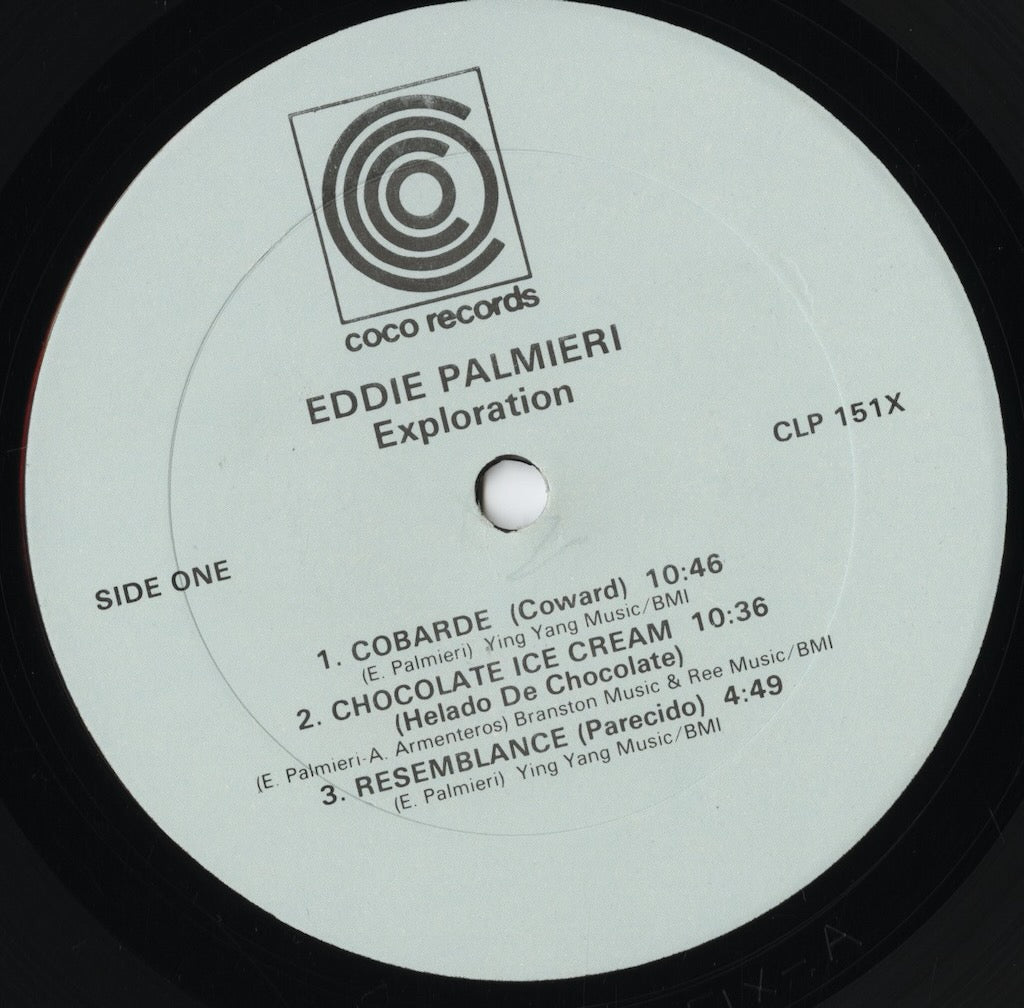 coco records
EDDIE PALMIERI
Exploration
CLP 151X
SIDE ONE
1. COBARDE (Coward) 10:46
(E. Palmieri) Ying Yang Music/BMI
2. CHOCOLATE ICE CREAM 10:36
(Helado De Chocolate)
(E. Palmieri-A. Armenteros) Branston Music & Ree Music/BMI
3. RESEMBLANCE (Parecido) 4:49
(E. Palmieri) Ying Yang Music/BMI